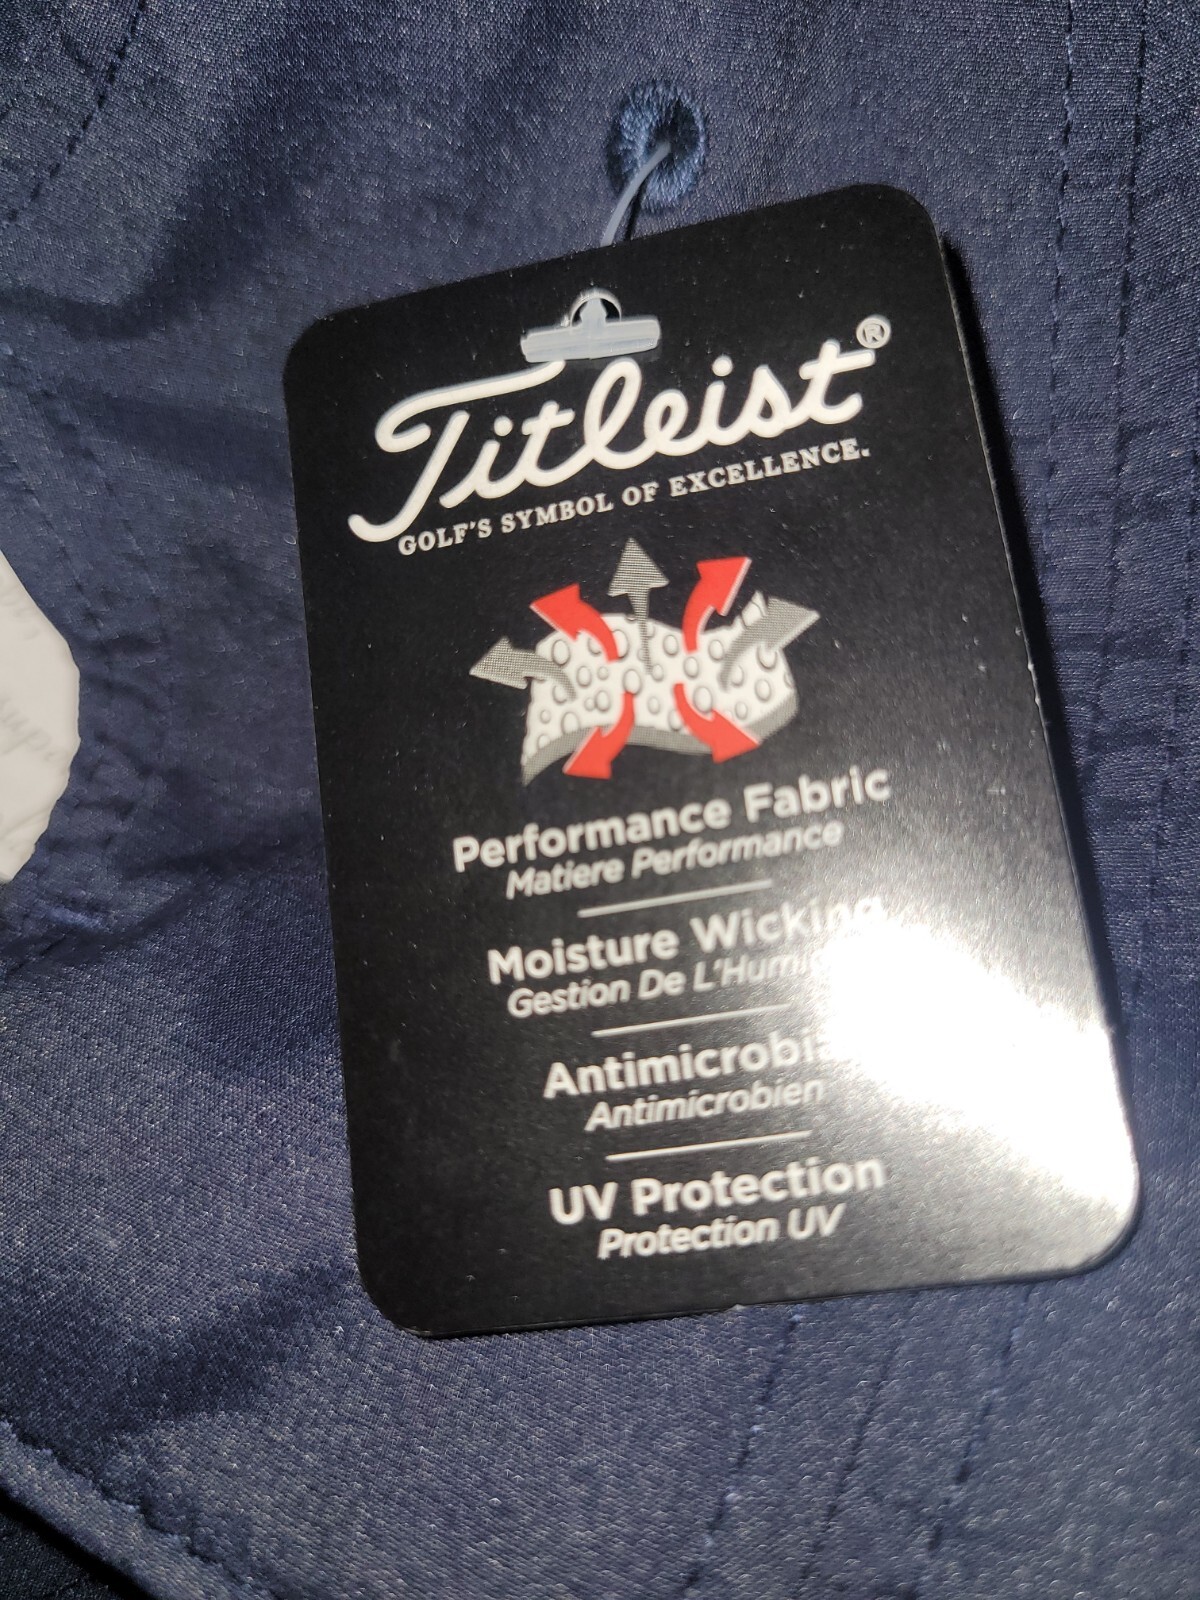 Titleist®
GOLF'S SYMBOL OF EXCELLENCE.
Performance Fabric
Matiere Performance
Moisture Wicking
Gestion De L'Humi
Antimicrobi
Antimicrobien
UV Protection
Protection UV